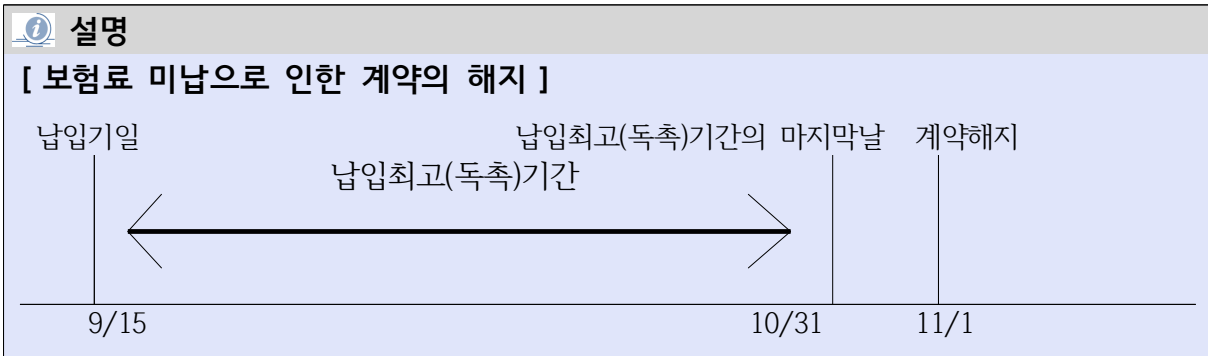 설명
[ 보험료 미납으로 인한 계약의 해지 ]
납입기일 납입최고(독촉)기간의 마지막날 계약해지
납입최고(독촉)기간
9/15 10/31 11/1